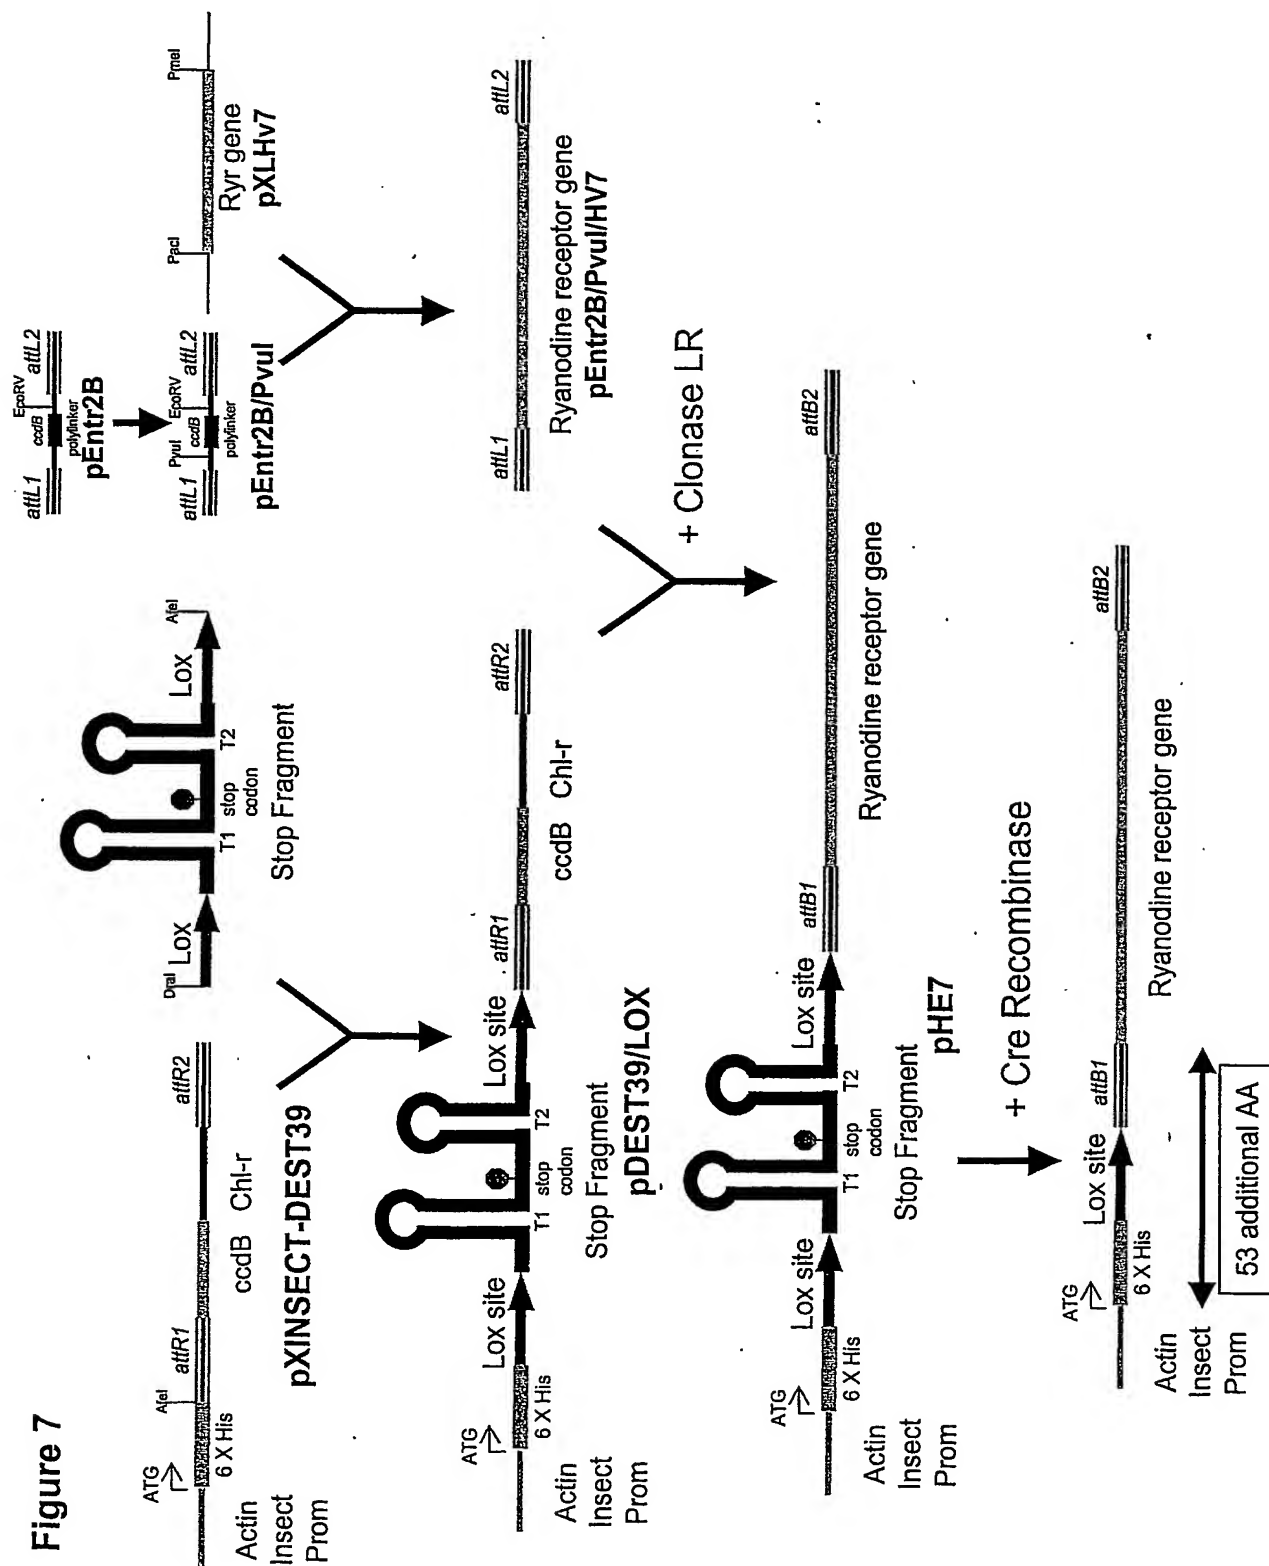 Figure 7
ATG
AfeI
attR1
attR2
6 X His
ccdB Chl-r
Actin
Insect
Prom
pXINSECT-DEST39
DraI
Lox
T1
stop
codon
T2
Lox
AfeI
Stop Fragment
attL1
EcoRV
ccdB
attL2
polylinker
pEntr2B
attL1
PvuI
EcoRV
ccdB
attL2
polylinker
pEntr2B/PvuI
PacI
PmeI
Ryr gene
pXLHv7
ATG
6 X His
Lox site
T1
stop
codon
T2
Lox site
attR1
attR2
ccdB Chl-r
Actin
Insect
Prom
Stop Fragment
pDEST39/LOX
attL1
attL2
Ryanodine receptor gene
pEntr2B/PvuI/HV7
+ Clonase LR
ATG
6 X His
Lox site
T1
stop
codon
T2
Lox site
attB1
attB2
Actin
Insect
Prom
Stop Fragment
Ryanodine receptor gene
pHE7
+ Cre Recombinase
ATG
6 X His
Lox site
attB1
attB2
Actin
Insect
Prom
Ryanodine receptor gene
53 additional AA